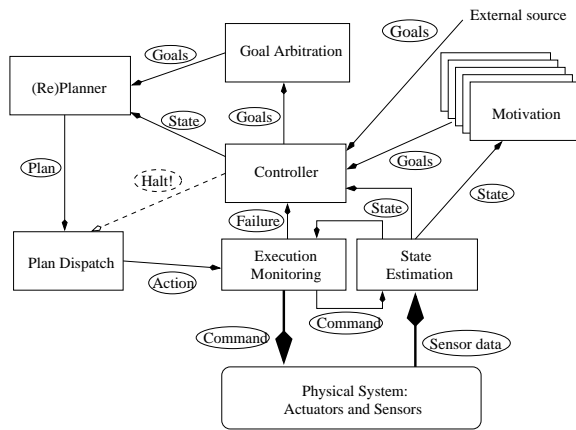 External source
Goals
Goal Arbitration
Goals
(Re)Planner
Motivation
State
Goals
Goals
Plan
Halt!
Controller
State
Failure
State
Plan Dispatch
Execution
Monitoring
State
Estimation
Action
Command
Command
Sensor data
Physical System:
Actuators and Sensors